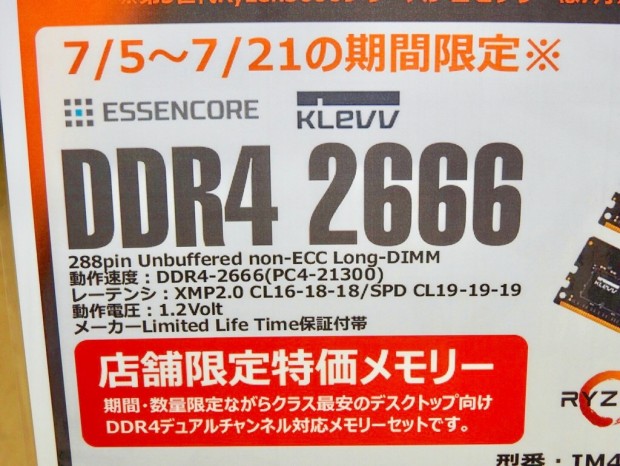 7/5～7/21の期間限定※
ESSENCORE KLEVV
DDR4 2666
288pin Unbuffered non-ECC Long-DIMM
動作速度：DDR4-2666(PC4-21300)
レーテンシ：XMP2.0 CL16-18-18/SPD CL19-19-19
動作電圧：1.2Volt
メーカーLimited Life Time保証付帯
KLEVV
店舗限定特価メモリー
期間・数量限定ながらクラス最安のデスクトップ向け
DDR4デュアルチャンネル対応メモリーセットです。
RYZ
型番：IM4